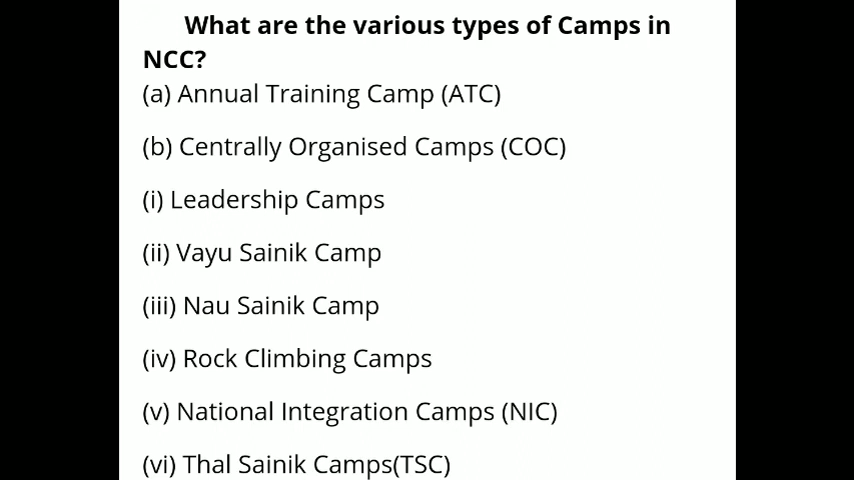 What are the various types of Camps in
NCC?
(a) Annual Training Camp (ATC)
(b) Centrally Organised Camps (COC)
(i) Leadership Camps
(ii) Vayu Sainik Camp
(iii) Nau Sainik Camp
(iv) Rock Climbing Camps
(v) National Integration Camps (NIC)
(vi) Thal Sainik Camps(TSC)